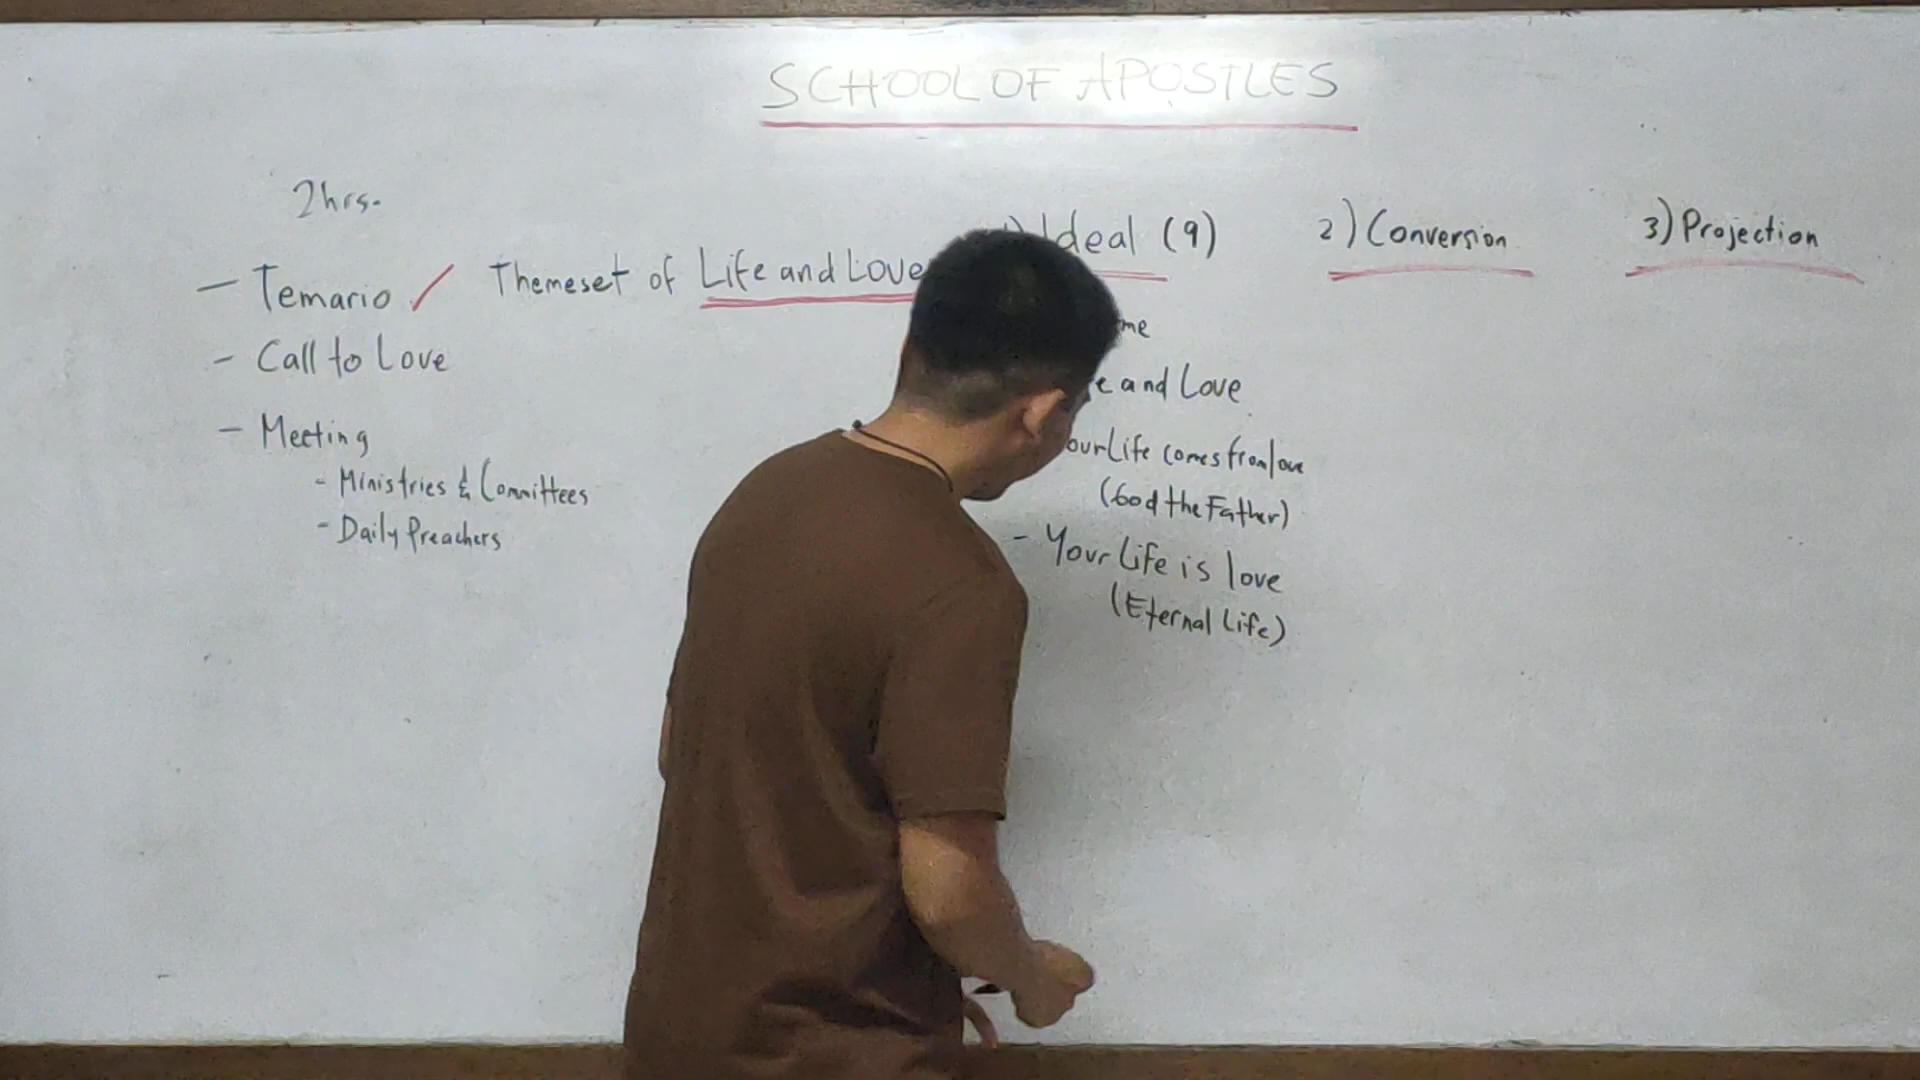 SCHOOL OF APOSTLES
2hrs.
- Temario / Themeset of Life and Love
- Call to Love
- Meeting
- Ministries & Committees
- Daily Preachers
Ideal (9)
and Love
Life comes from love
(God the Father)
- Your Life is love
(Eternal Life)
2) Conversion
3) Projection